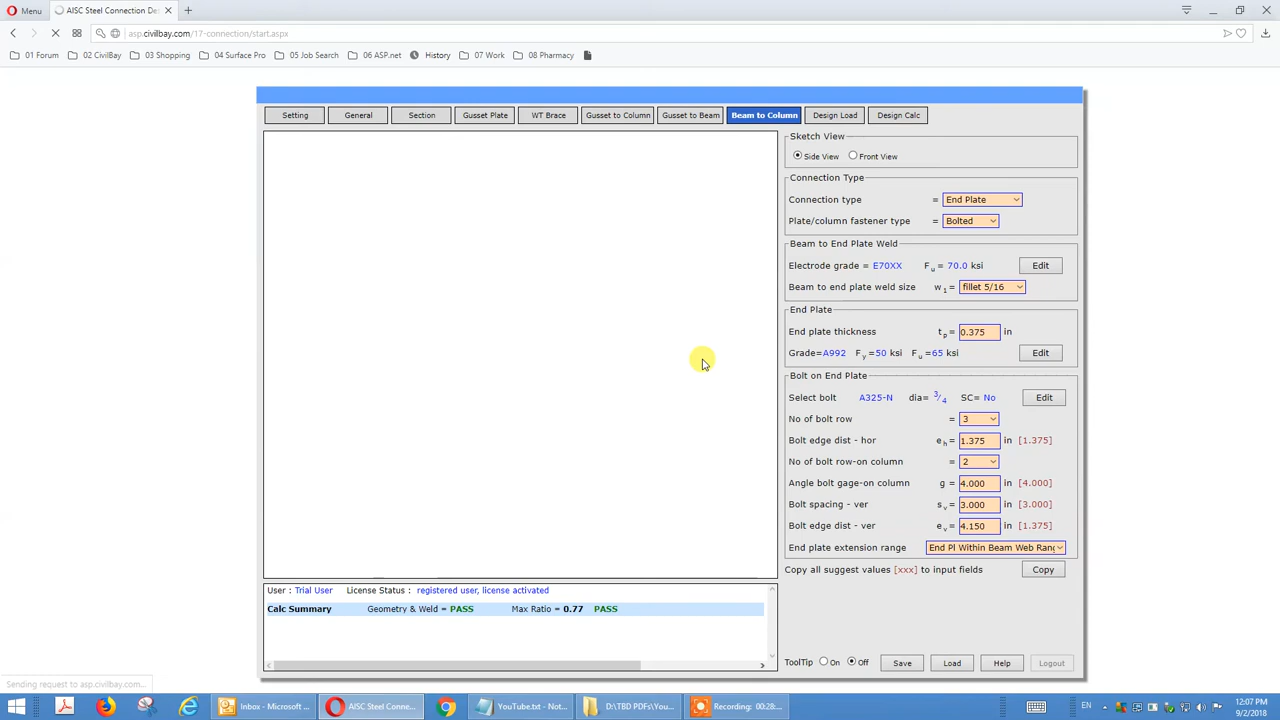 Menu
AISC Steel Connection De
asp.civilbay.com/17-connection/start.aspx
01 Forum 02 CivilBay 03 Shopping 04 Surface Pro 05 Job Search 06 ASP.net History 07 Work 08 Pharmacy
Setting General Section Gusset Plate WT Brace Gusset to Column Gusset to Beam Beam to Column Design Load Design Calc
Sketch View
Side View Front View
Connection Type
Connection type = End Plate
Plate/column fastener type = Bolted
Beam to End Plate Weld
Electrode grade = E70XX Fu = 70.0 ksi Edit
Beam to end plate weld size w1= fillet 5/16
End Plate
End plate thickness tp= 0.375 in
Grade=A992 Fy=50 ksi Fu=65 ksi Edit
Bolt on End Plate
Select bolt A325-N dia= 3/4 SC= No Edit
No of bolt row = 3
Bolt edge dist - hor eh= 1.375 in [1.375]
No of bolt row-on column = 2
Angle bolt gage-on column g= 4.000 in [4.000]
Bolt spacing - ver sv= 3.000 in [3.000]
Bolt edge dist - ver ev= 4.150 in [1.375]
End plate extension range End Pl Within Beam Web Rang
Copy all suggest values [xxx] to input fields Copy
User : Trial User License Status : registered user, license activated
Calc Summary Geometry & Weld = PASS Max Ratio = 0.77 PASS
ToolTip On Off Save Load Help Logout
Sending request to asp.civilbay.com...
Inbox - Microsoft ... AISC Steel Conne... YouTube.txt - Not... D:\TBD PDFs\You... Recording: 00:28:... EN 12:07 PM
9/2/2018